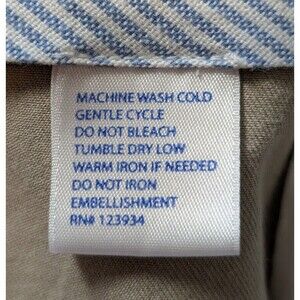 MACHINE WASH COLD
GENTLE CYCLE
DO NOT BLEACH
TUMBLE DRY LOW
WARM IRON IF NEEDED
DO NOT IRON
EMBELLISHMENT
RN# 123934